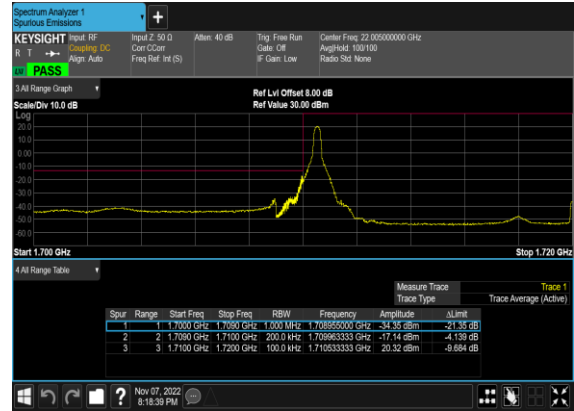 Spectrum Analyzer 1
Spurious Emissions
KEYSIGHT Input: RF Input Z: 50 Ω Atten: 40 dB Trig: Free Run Center Freq: 22.005000000 GHz
R T Coupling: DC Corr CCorr Gate: Off Avg|Hold: 100/100
Align: Auto Freq Ref: Int (S) IF Gain: Low Radio Std: None
PASS
3 All Range Graph
Ref Lvl Offset 8.00 dB
Scale/Div 10.0 dB Ref Value 30.00 dBm
Log
20.0
10.0
0.00
-10.0
-20.0
-30.0
-40.0
-50.0
-60.0
Start 1.700 GHz Stop 1.720 GHz
4 All Range Table
Measure Trace Trace 1
Trace Type Trace Average (Active)
Spur Range Start Freq Stop Freq RBW Frequency Amplitude ΔLimit
1 1 1.7000 GHz 1.7090 GHz 1.000 MHz 1.708955000 GHz -34.35 dBm -21.35 dB
2 2 1.7090 GHz 1.7100 GHz 200.0 kHz 1.709963333 GHz -17.14 dBm -4.139 dB
3 3 1.7100 GHz 1.7200 GHz 100.0 kHz 1.710533333 GHz 20.32 dBm -9.684 dB
Nov 07, 2022
8:18:39 PM